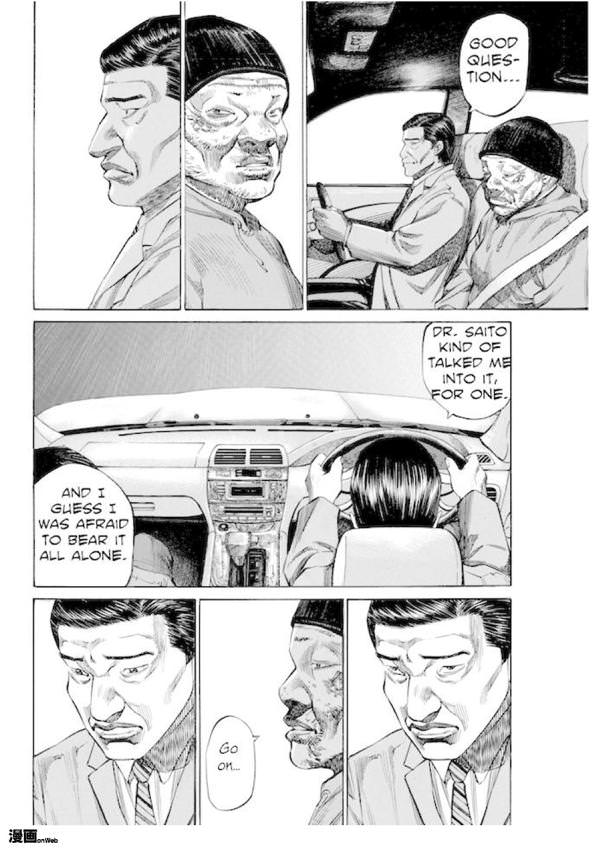 GOOD
QUES-
TION...
DR. SAITO
KIND OF
TALKED ME
INTO IT,
FOR ONE.
AND I
GUESS I
WAS AFRAID
TO BEAR IT
ALL ALONE.
Go
on...
漫画onWeb